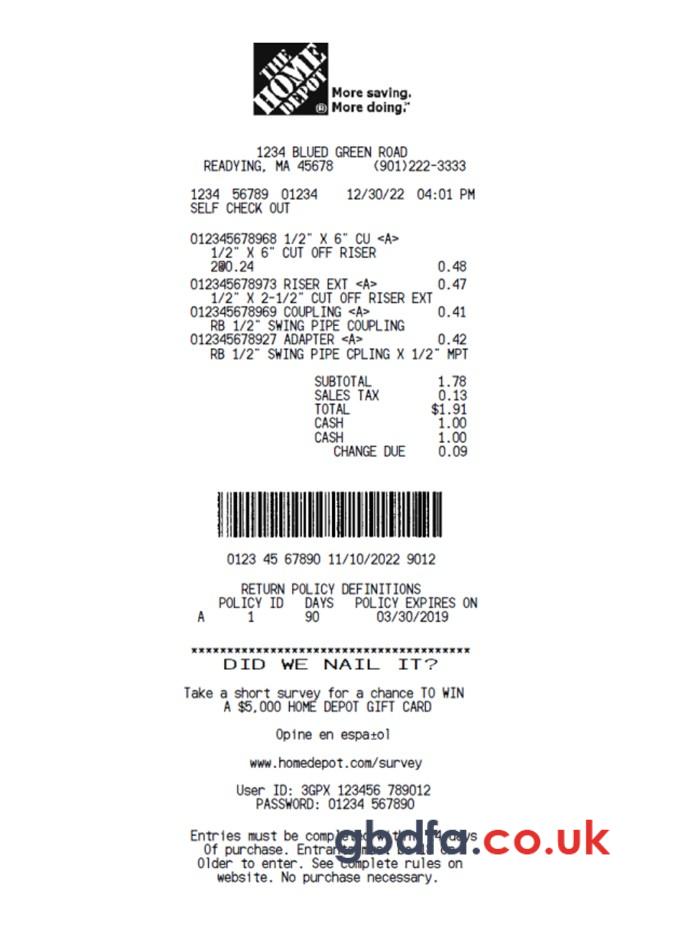 THE
HOME
DEPOT
®
More saving.
More doing.™
1234 BLUED GREEN ROAD
READYING, MA 45678 (901)222-3333
1234 56789 01234 12/30/22 04:01 PM
SELF CHECK OUT
012345678968 1/2" X 6" CU <A>
1/2" X 6" CUT OFF RISER
2@0.24 0.48
012345678973 RISER EXT <A> 0.47
1/2" X 2-1/2" CUT OFF RISER EXT
012345678969 COUPLING <A> 0.41
RB 1/2" SWING PIPE COUPLING
012345678927 ADAPTER <A> 0.42
RB 1/2" SWING PIPE CPLING X 1/2" MPT
SUBTOTAL 1.78
SALES TAX 0.13
TOTAL $1.91
CASH 1.00
CASH 1.00
CHANGE DUE 0.09
0123 45 67890 11/10/2022 9012
RETURN POLICY DEFINITIONS
POLICY ID DAYS POLICY EXPIRES ON
A 1 90 03/30/2019
***************************************
DID WE NAIL IT?
Take a short survey for a chance TO WIN
A $5,000 HOME DEPOT GIFT CARD
Opine en espa±ol
www.homedepot.com/survey
User ID: 3GPX 123456 789012
PASSWORD: 01234 567890
Entries must be completed within 14 days
Of purchase. Entrants must be
Older to enter. See complete rules on
website. No purchase necessary.
gbdfa.co.uk